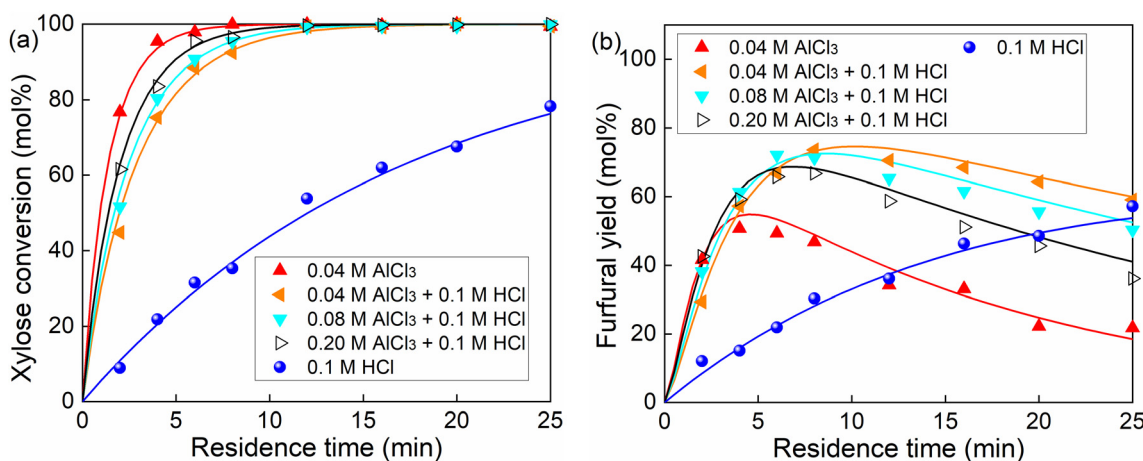 (a)
Xylose conversion (mol%)
100
80
60
40
20
0
0.04 M AlCl₃
0.04 M AlCl₃ + 0.1 M HCl
0.08 M AlCl₃ + 0.1 M HCl
0.20 M AlCl₃ + 0.1 M HCl
0.1 M HCl
0 5 10 15 20 25
Residence time (min)
(b)
Furfural yield (mol%)
100
80
60
40
20
0
0.04 M AlCl₃
0.04 M AlCl₃ + 0.1 M HCl
0.08 M AlCl₃ + 0.1 M HCl
0.20 M AlCl₃ + 0.1 M HCl
0.1 M HCl
0 5 10 15 20 25
Residence time (min)